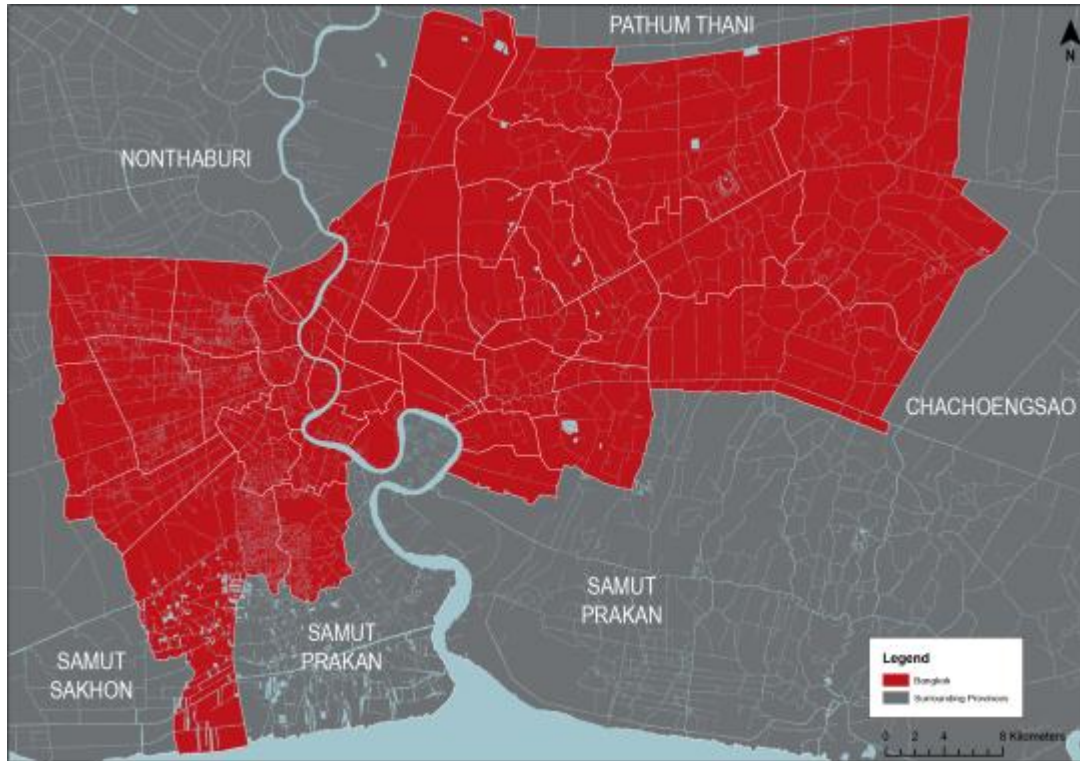 PATHUM THANI
N
NONTHABURI
CHACHOENGSAO
SAMUT
PRAKAN
SAMUT
PRAKAN
SAMUT
SAKHON
Legend
Bangkok
Surrounding Provinces
0 2 4 8 Kilometers